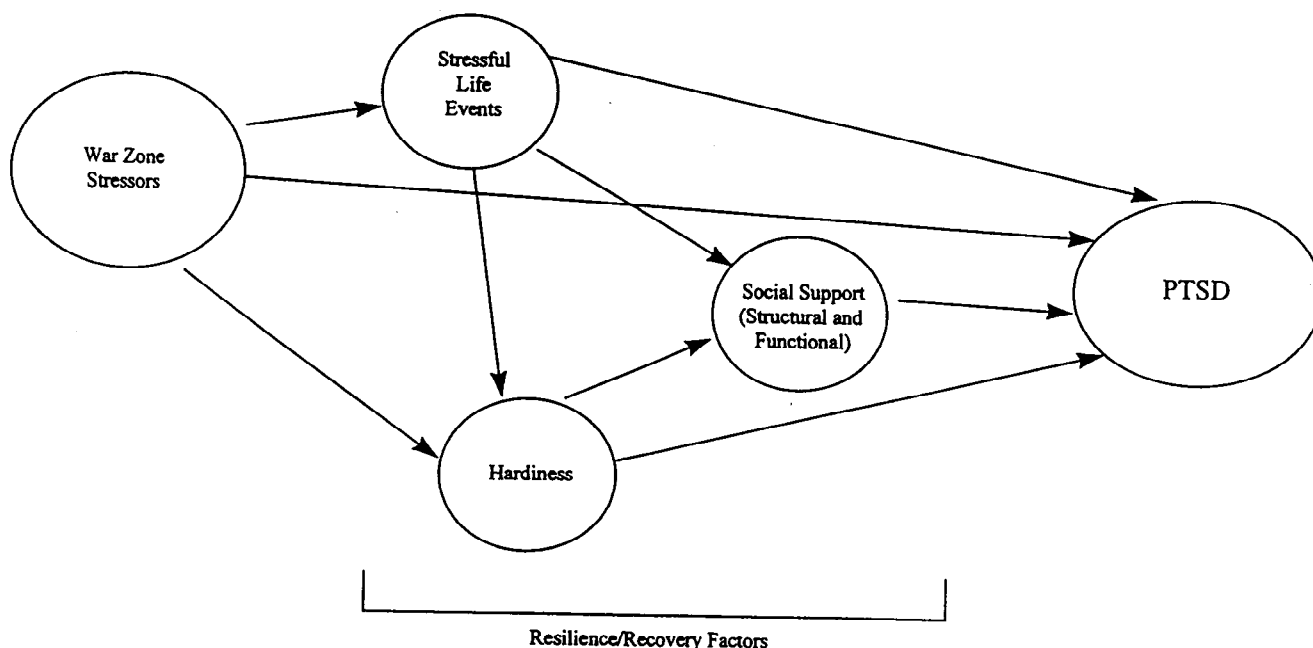 Stressful
Life
Events
War Zone
Stressors
Social Support
(Structural and
Functional)
PTSD
Hardiness
Resilience/Recovery Factors